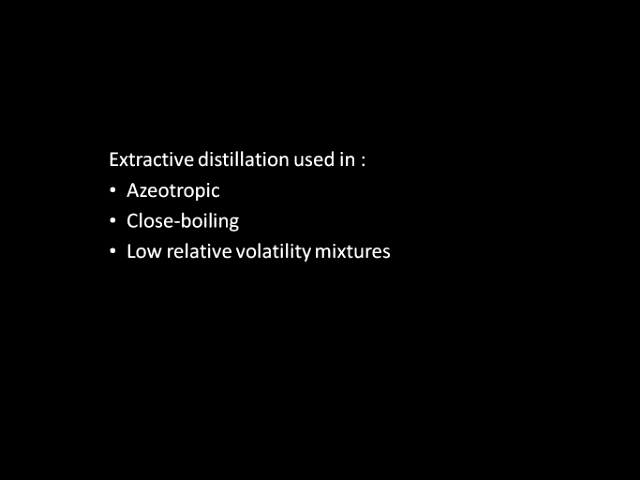 Extractive distillation used in :
• Azeotropic
• Close-boiling
• Low relative volatility mixtures